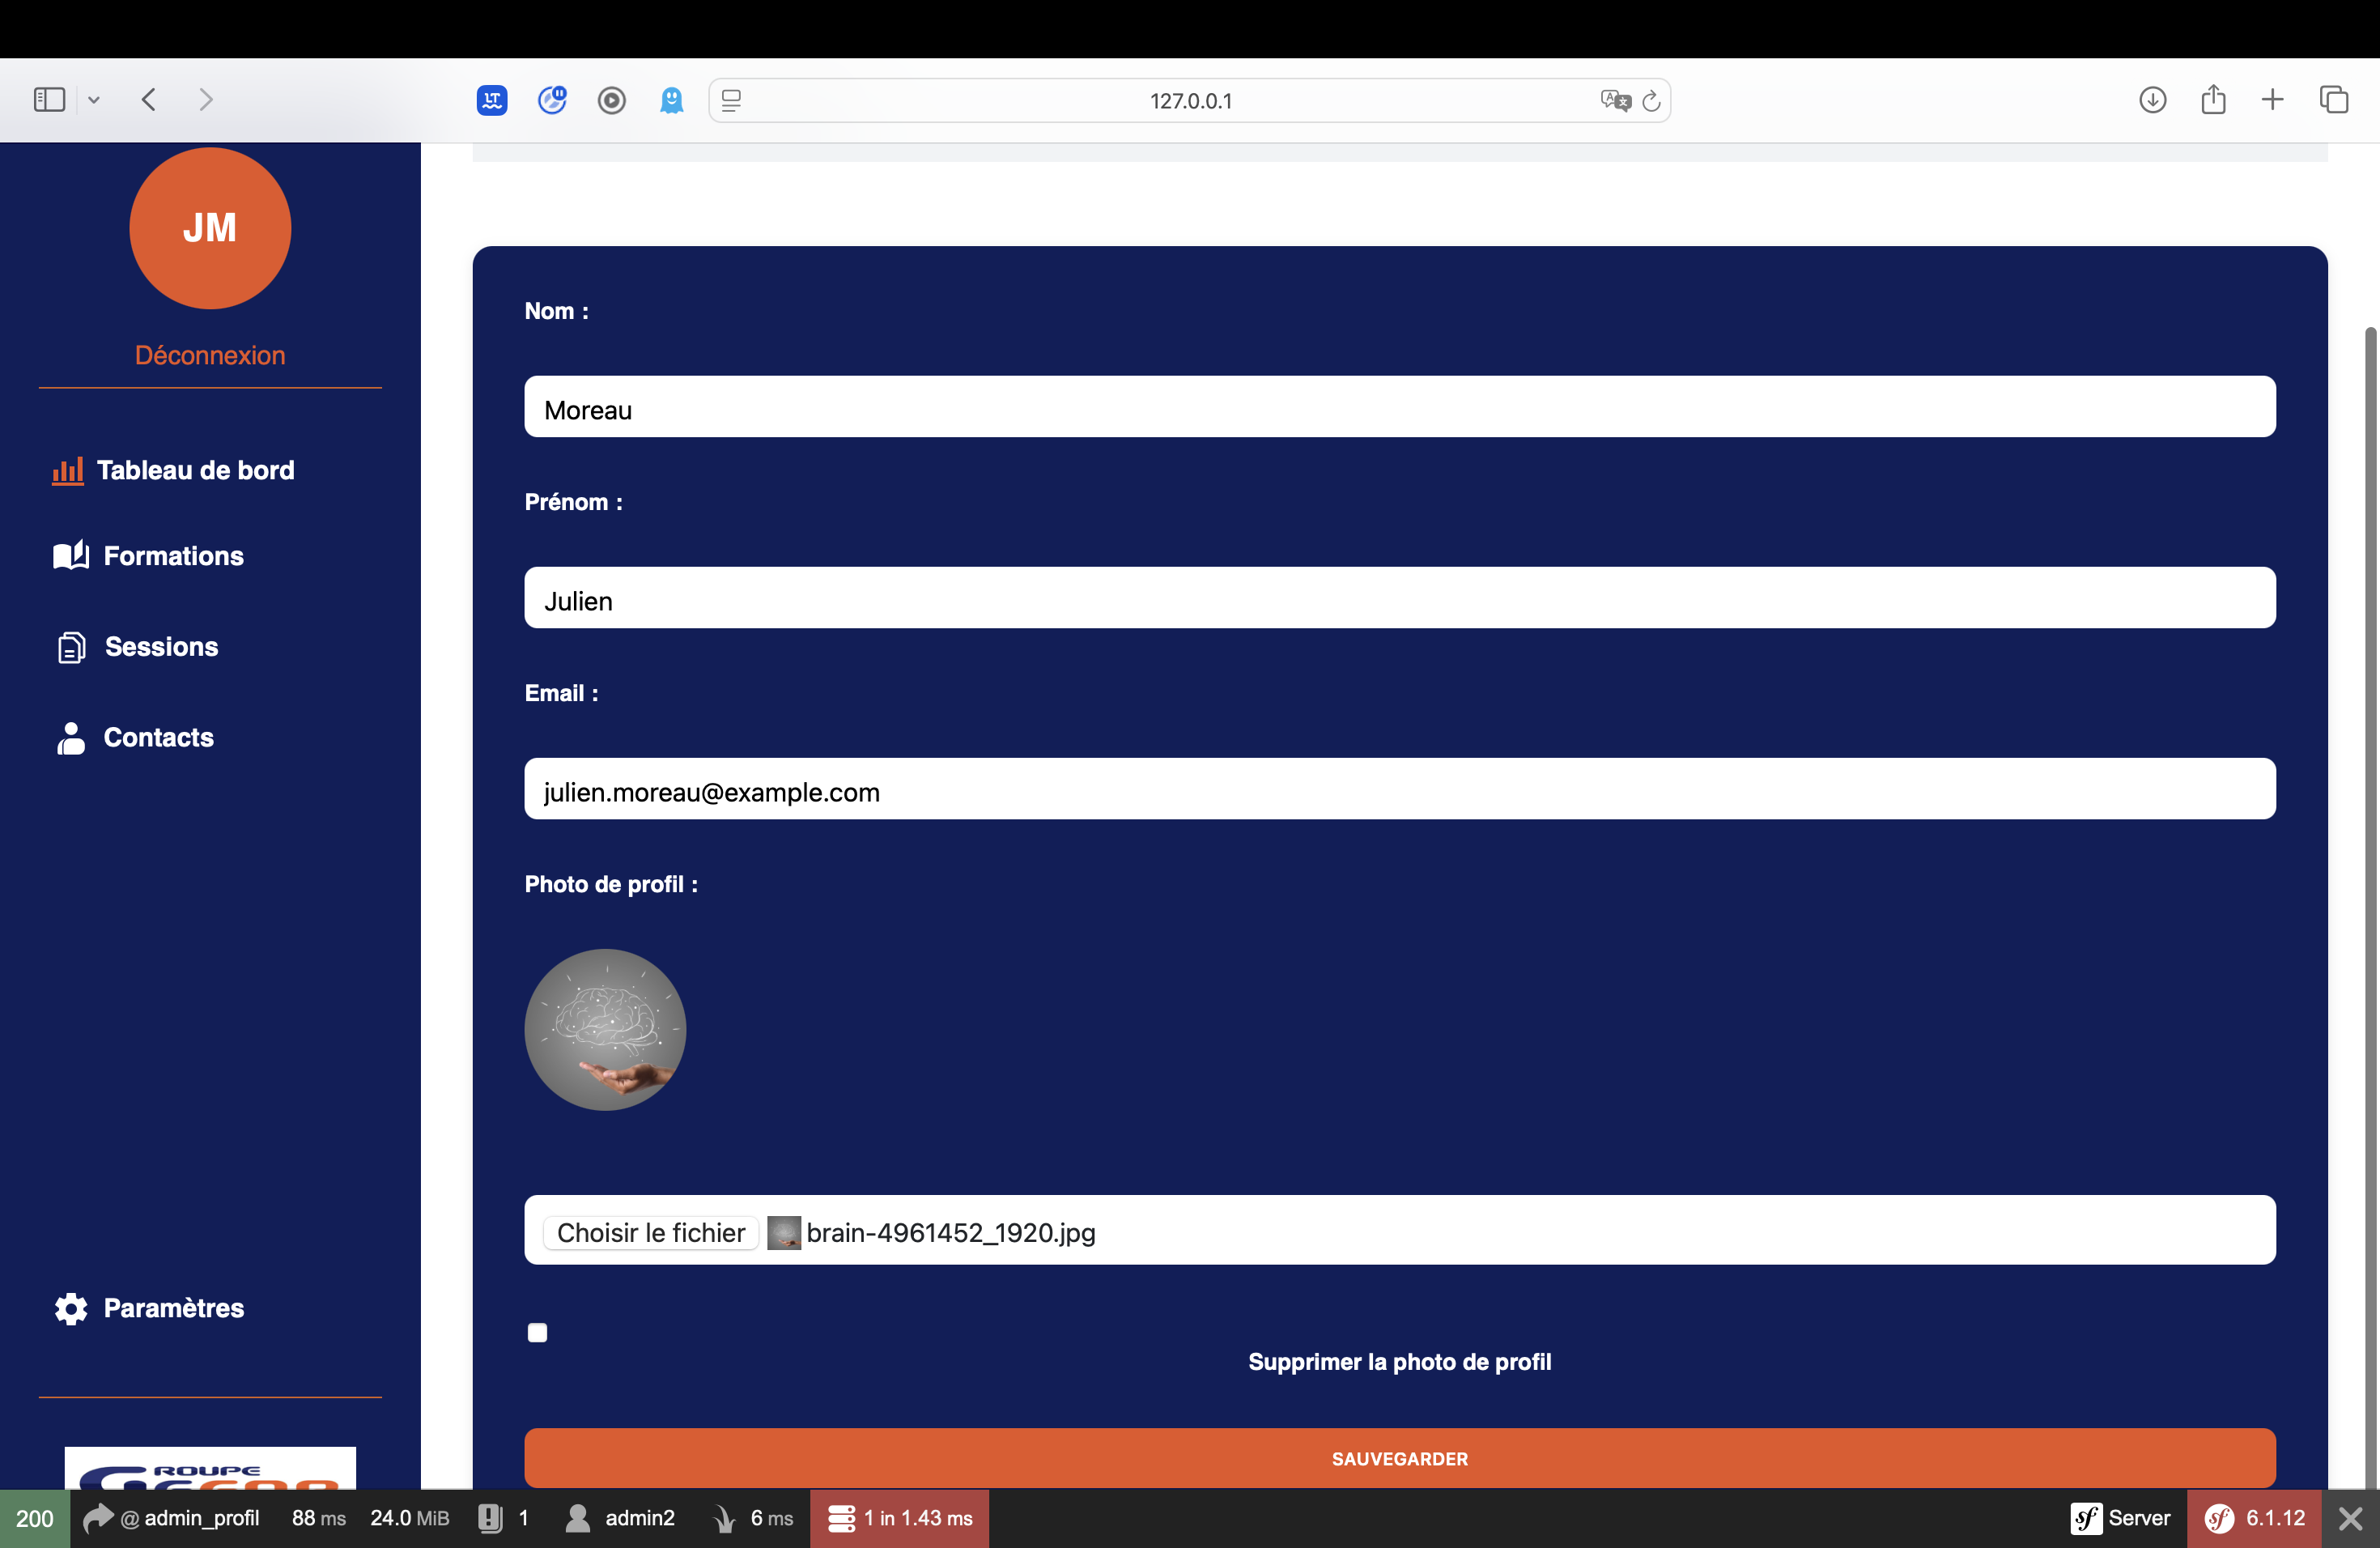 127.0.0.1
JM
Déconnexion
Tableau de bord
Formations
Sessions
Contacts
Paramètres
ROUPE
Nom :
Moreau
Prénom :
Julien
Email :
julien.moreau@example.com
Photo de profil :
Choisir le fichier brain-4961452_1920.jpg
Supprimer la photo de profil
SAUVEGARDER
200 @ admin_profil 88 ms 24.0 MiB 1 admin2 6 ms 1 in 1.43 ms sf Server sf 6.1.12